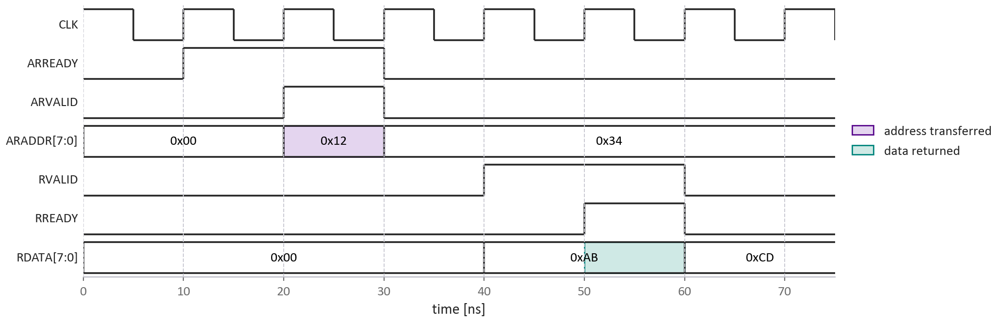 CLK
ARREADY
ARVALID
ARADDR[7:0] 0x00 0x12 0x34
RVALID
RREADY
RDATA[7:0] 0x00 0xAB 0xCD
0 10 20 30 40 50 60 70
time [ns]
address transferred
data returned